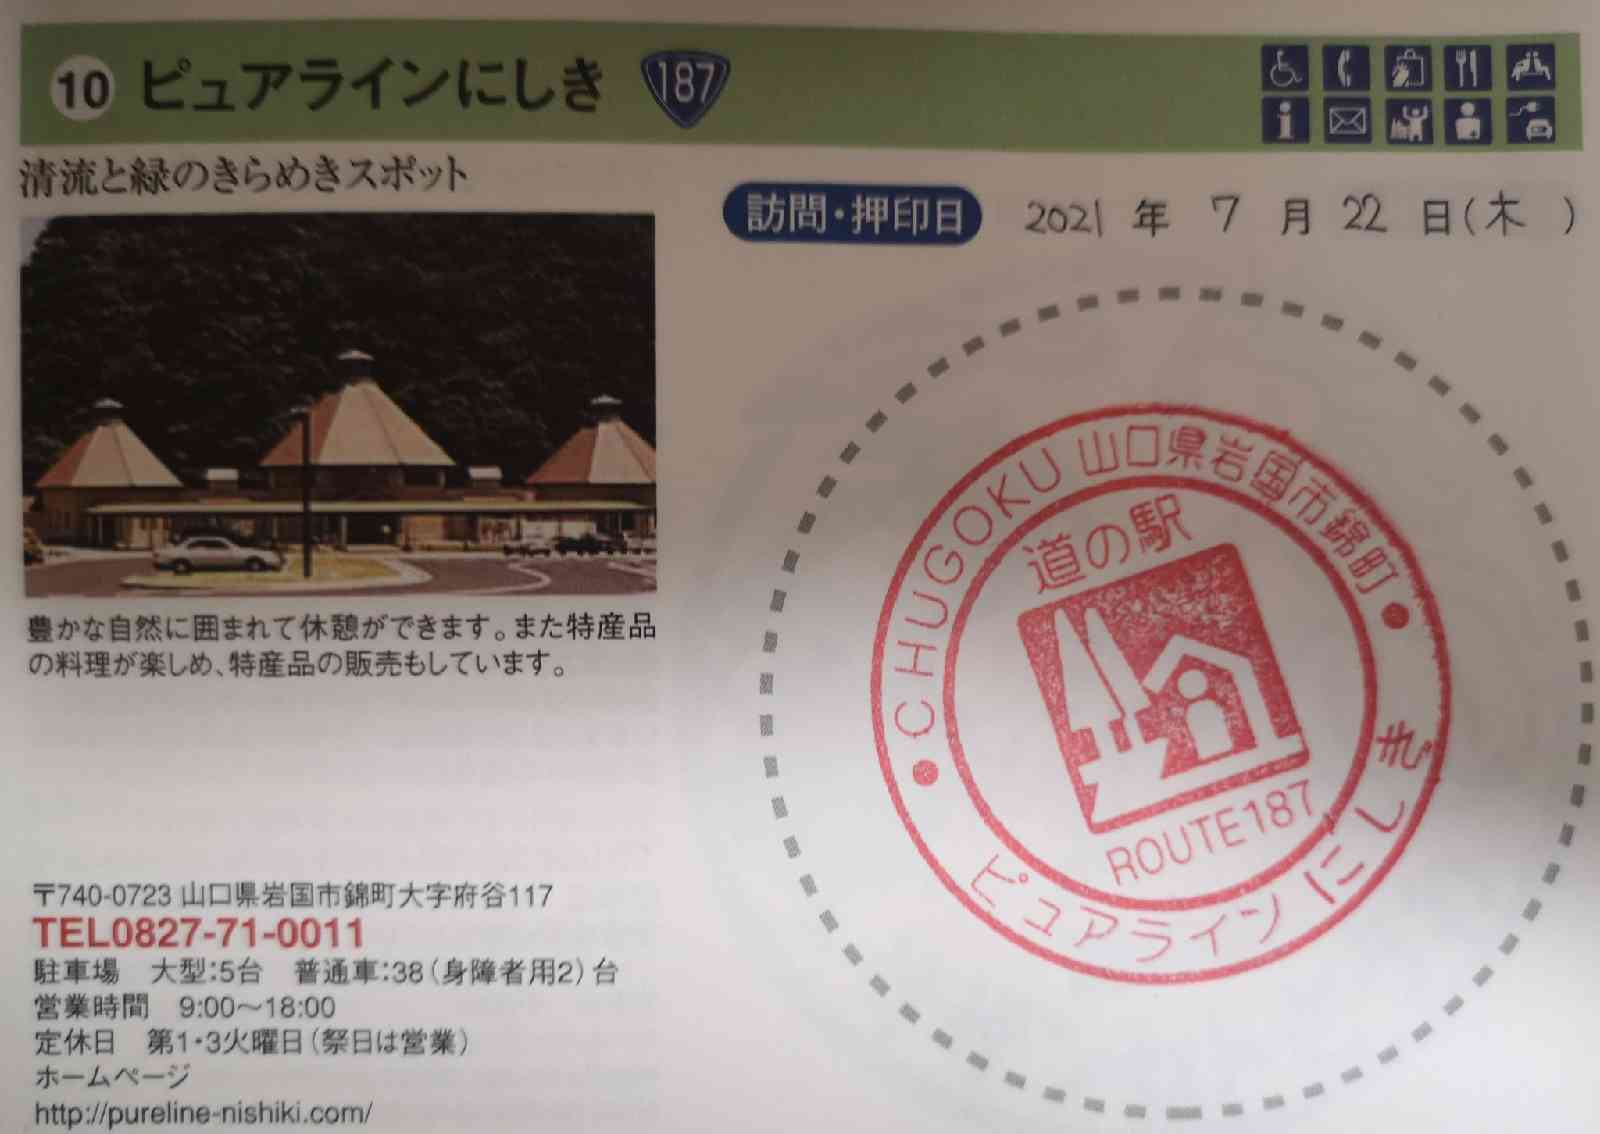 10 ピュアラインにしき 187
清流と緑のきらめきスポット
訪問・押印日 2021 年 7 月 22 日(木 )
豊かな自然に囲まれて休憩ができます。また特産品
の料理が楽しめ、特産品の販売もしています。
CHUGOKU 山口県岩国市錦町
道の駅
ROUTE187
ピュアラインにしき
〒740-0723 山口県岩国市錦町大字府谷117
TEL0827-71-0011
駐車場 大型:5台 普通車:38(身障者用2)台
営業時間 9:00〜18:00
定休日 第1・3火曜日(祭日は営業)
ホームページ
http://pureline-nishiki.com/